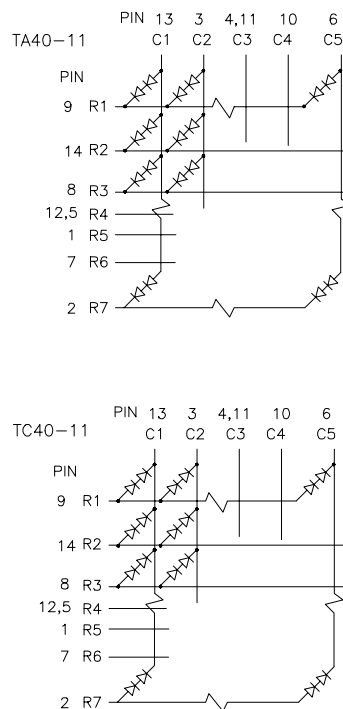 PIN 13 3 4,11 10 6
TA40-11 C1 C2 C3 C4 C5
PIN
9 R1
14 R2
8 R3
12,5 R4
1 R5
7 R6
2 R7
PIN 13 3 4,11 10 6
TC40-11 C1 C2 C3 C4 C5
PIN
9 R1
14 R2
8 R3
12,5 R4
1 R5
7 R6
2 R7